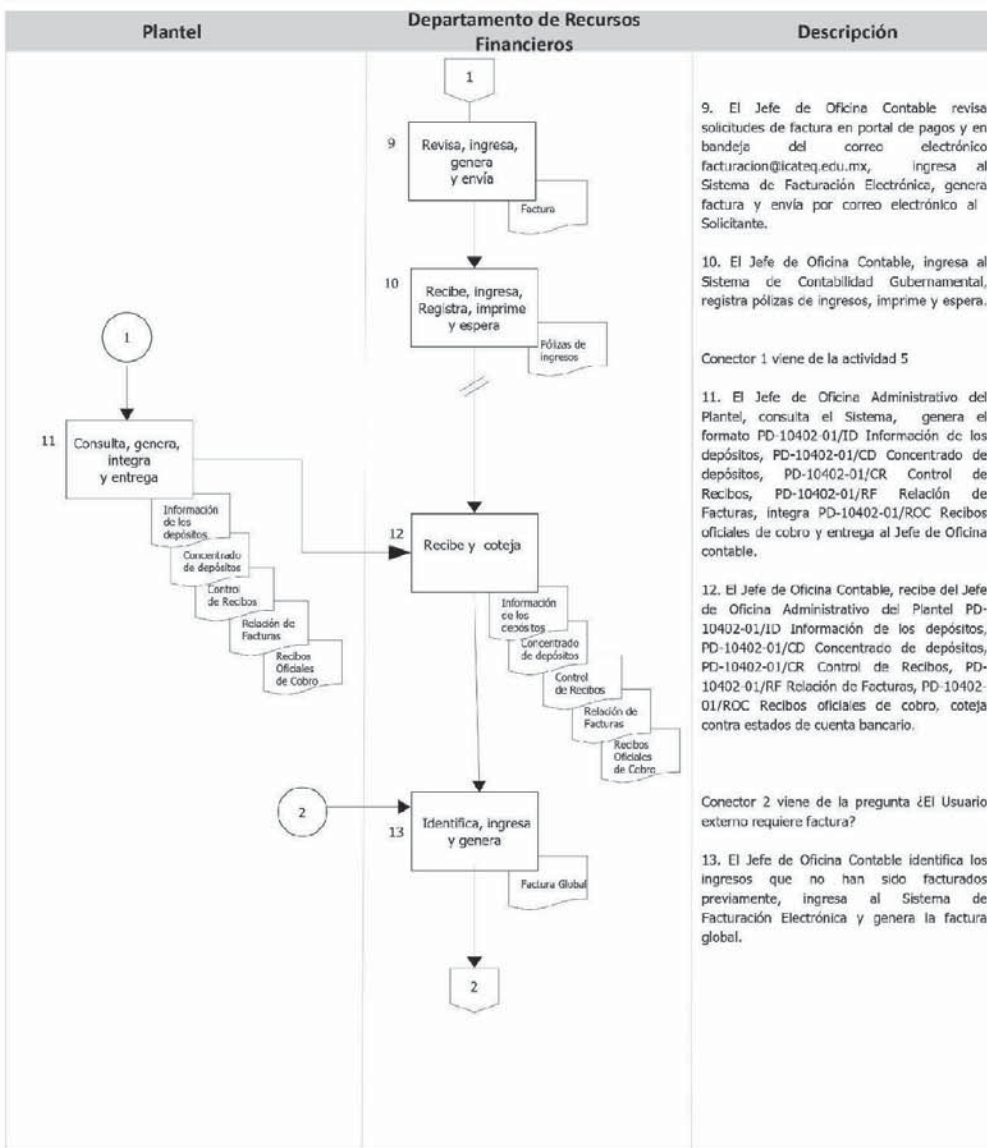 Plantel
Departamento de Recursos
Financieros
Descripción
1
9
Revisa, ingresa,
genera
y envía
Factura
10
Recibe, ingresa,
Registra, imprime
y espera
Pólizas de
ingresos
1
11
Consulta, genera,
integra
y entrega
Información
de los
depósitos
Concentrado
de depósitos
Control
de Recibos
Relación de
Facturas
Recibos
Oficiales
de Cobro
12
Recibe y coteja
Información
de los
depósitos
Concentrado
de depósitos
Control
de Recibos
Relación de
Facturas
Recibos
Oficiales
de Cobro
2
13
Identifica, ingresa
y genera
Factura Global
2
9. El Jefe de Oficina Contable revisa
solicitudes de factura en portal de pagos y en
bandeja del correo electrónico
facturacion@icateq.edu.mx, ingresa al
Sistema de Facturación Electrónica, genera
factura y envía por correo electrónico al
Solicitante.
10. El Jefe de Oficina Contable, ingresa al
Sistema de Contabilidad Gubernamental,
registra pólizas de ingresos, imprime y espera.
Conector 1 viene de la actividad 5
11. El Jefe de Oficina Administrativo del
Plantel, consulta el Sistema, genera el
formato PD-10402-01/ID Información de los
depósitos, PD-10402-01/CD Concentrado de
depósitos, PD-10402-01/CR Control de
Recibos, PD-10402-01/RF Relación de
Facturas, integra PD-10402-01/ROC Recibos
oficiales de cobro y entrega al Jefe de Oficina
contable.
12. El Jefe de Oficina Contable, recibe del Jefe
de Oficina Administrativo del Plantel PD-
10402-01/ID Información de los depósitos,
PD-10402-01/CD Concentrado de depósitos,
PD-10402-01/CR Control de Recibos, PD-
10402-01/RF Relación de Facturas, PD-10402-
01/ROC Recibos oficiales de cobro, coteja
contra estados de cuenta bancario.
Conector 2 viene de la pregunta ¿El Usuario
externo requiere factura?
13. El Jefe de Oficina Contable identifica los
ingresos que no han sido facturados
previamente, ingresa al Sistema de
Facturación Electrónica y genera la factura
global.